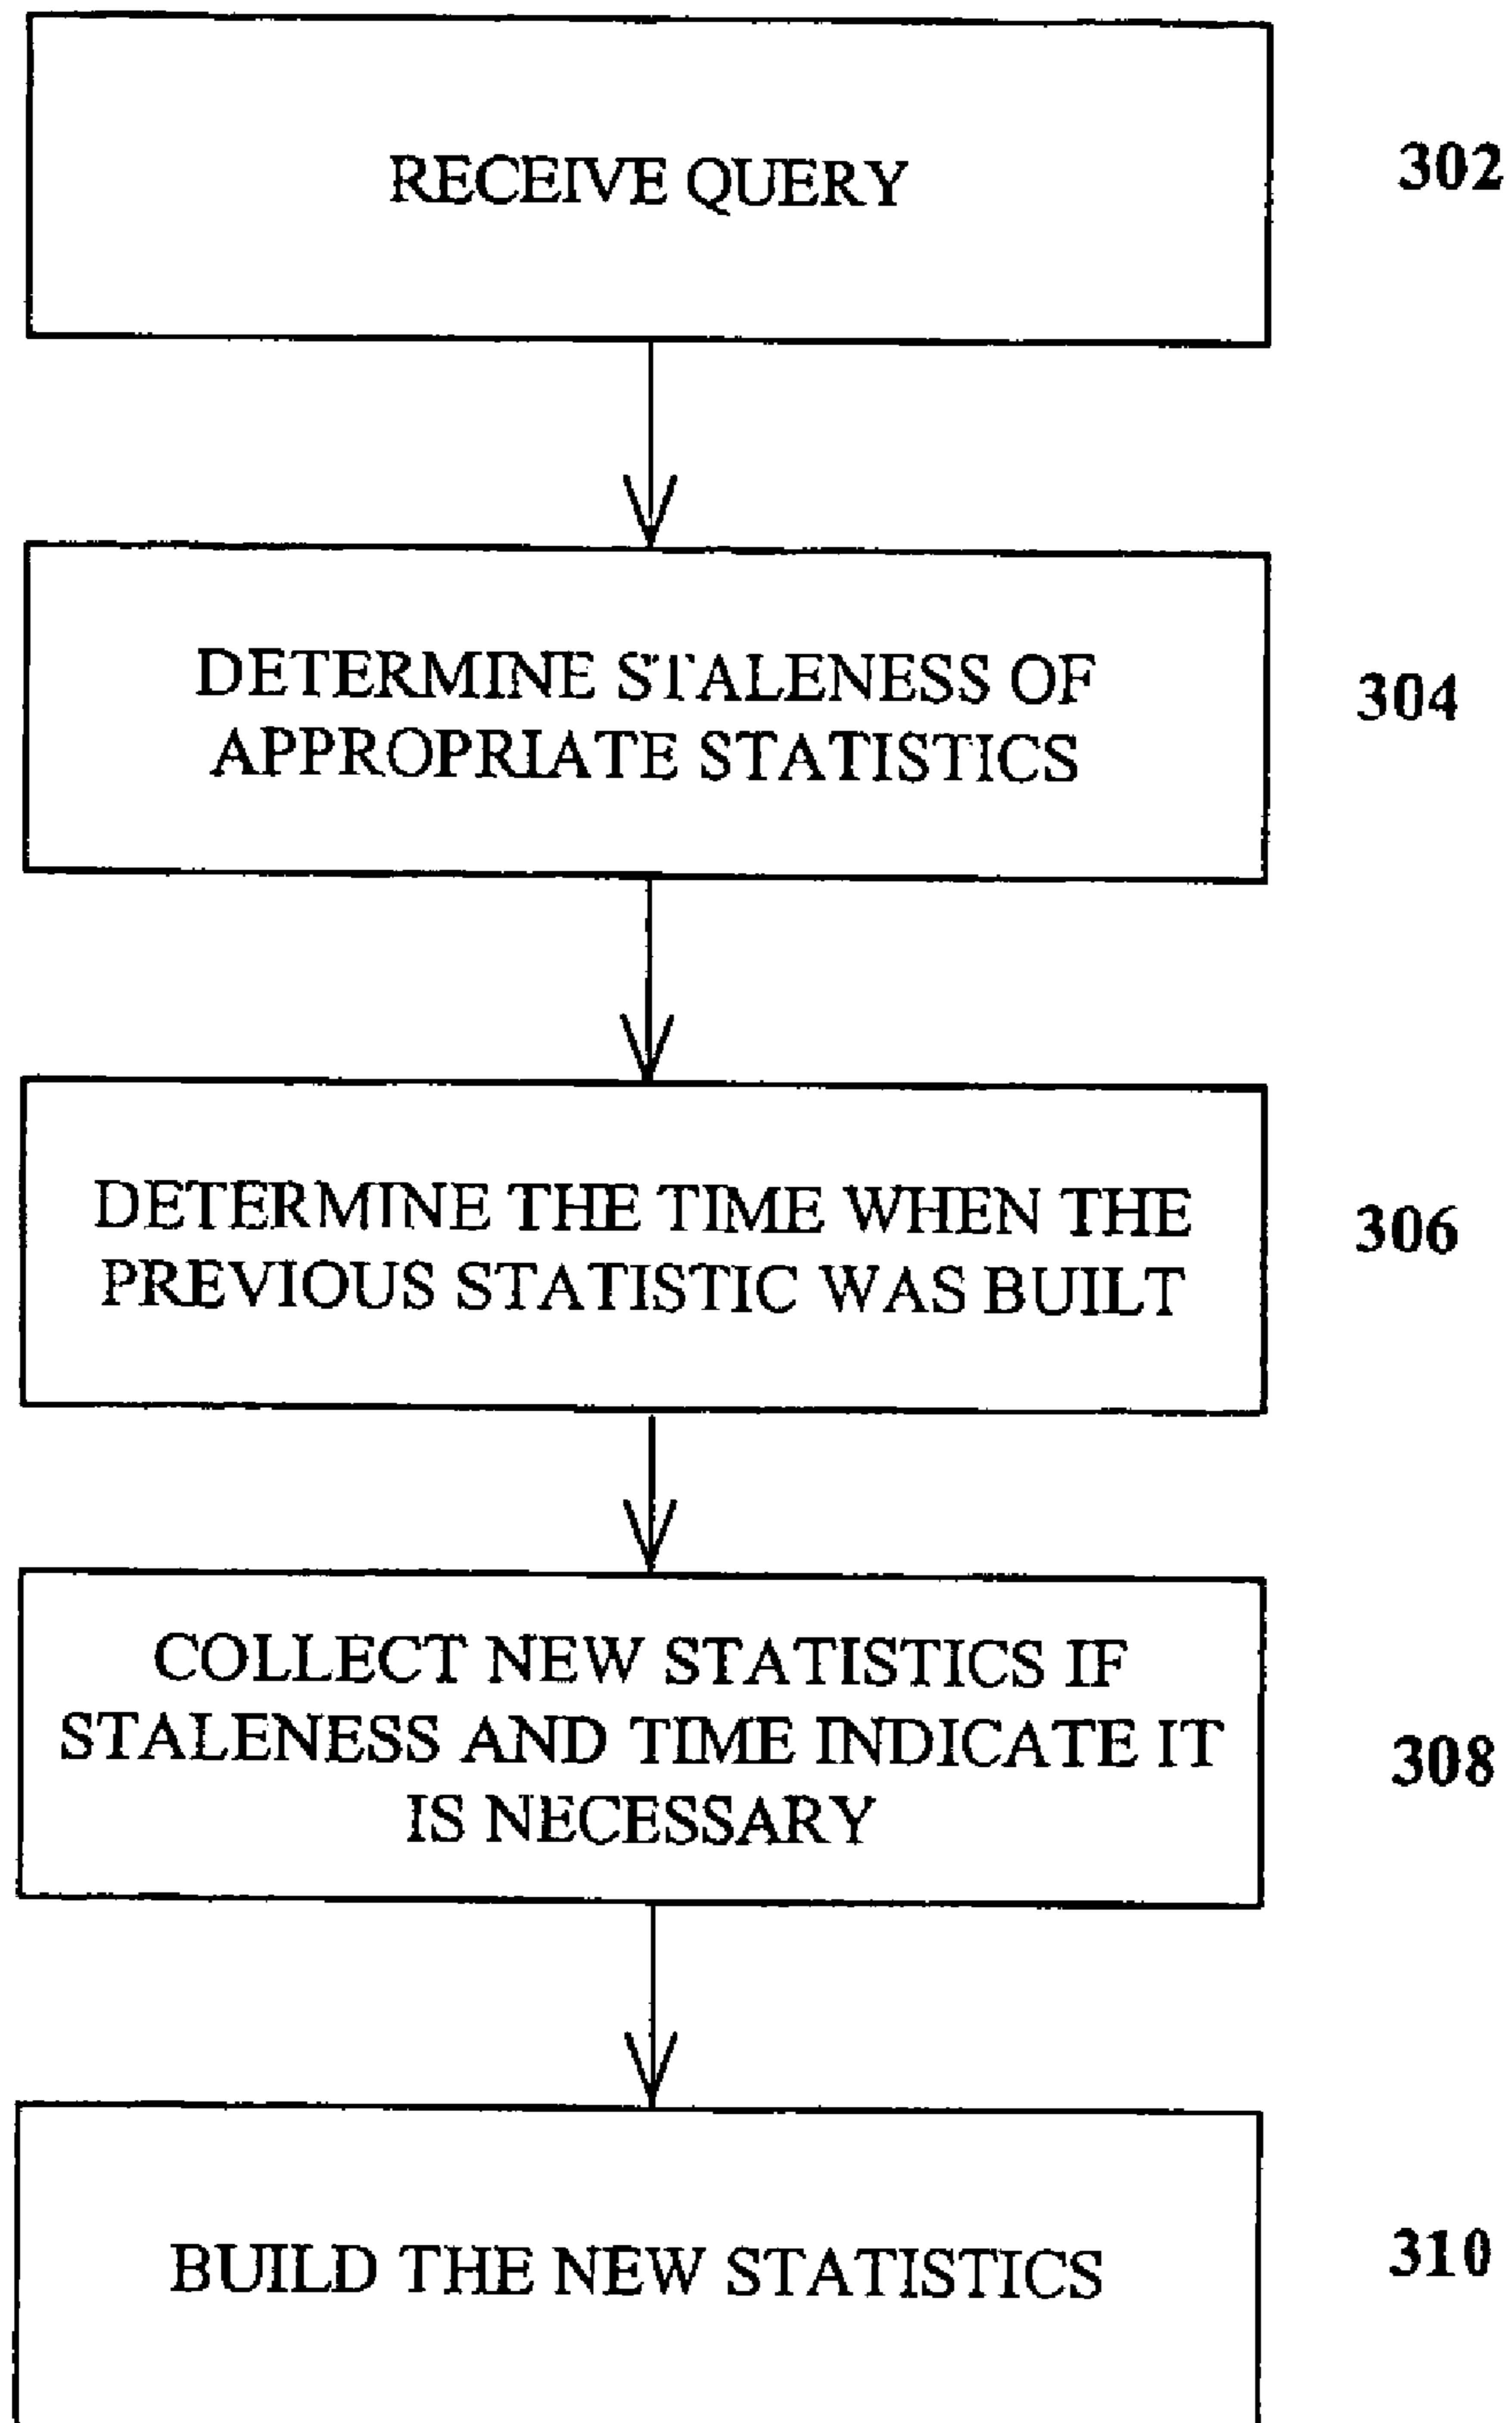 RECEIVE QUERY
302
DETERMINE STALENESS OF
APPROPRIATE STATISTICS
304
DETERMINE THE TIME WHEN THE
PREVIOUS STATISTIC WAS BUILT
306
COLLECT NEW STATISTICS IF
STALENESS AND TIME INDICATE IT
IS NECESSARY
308
BUILD THE NEW STATISTICS
310